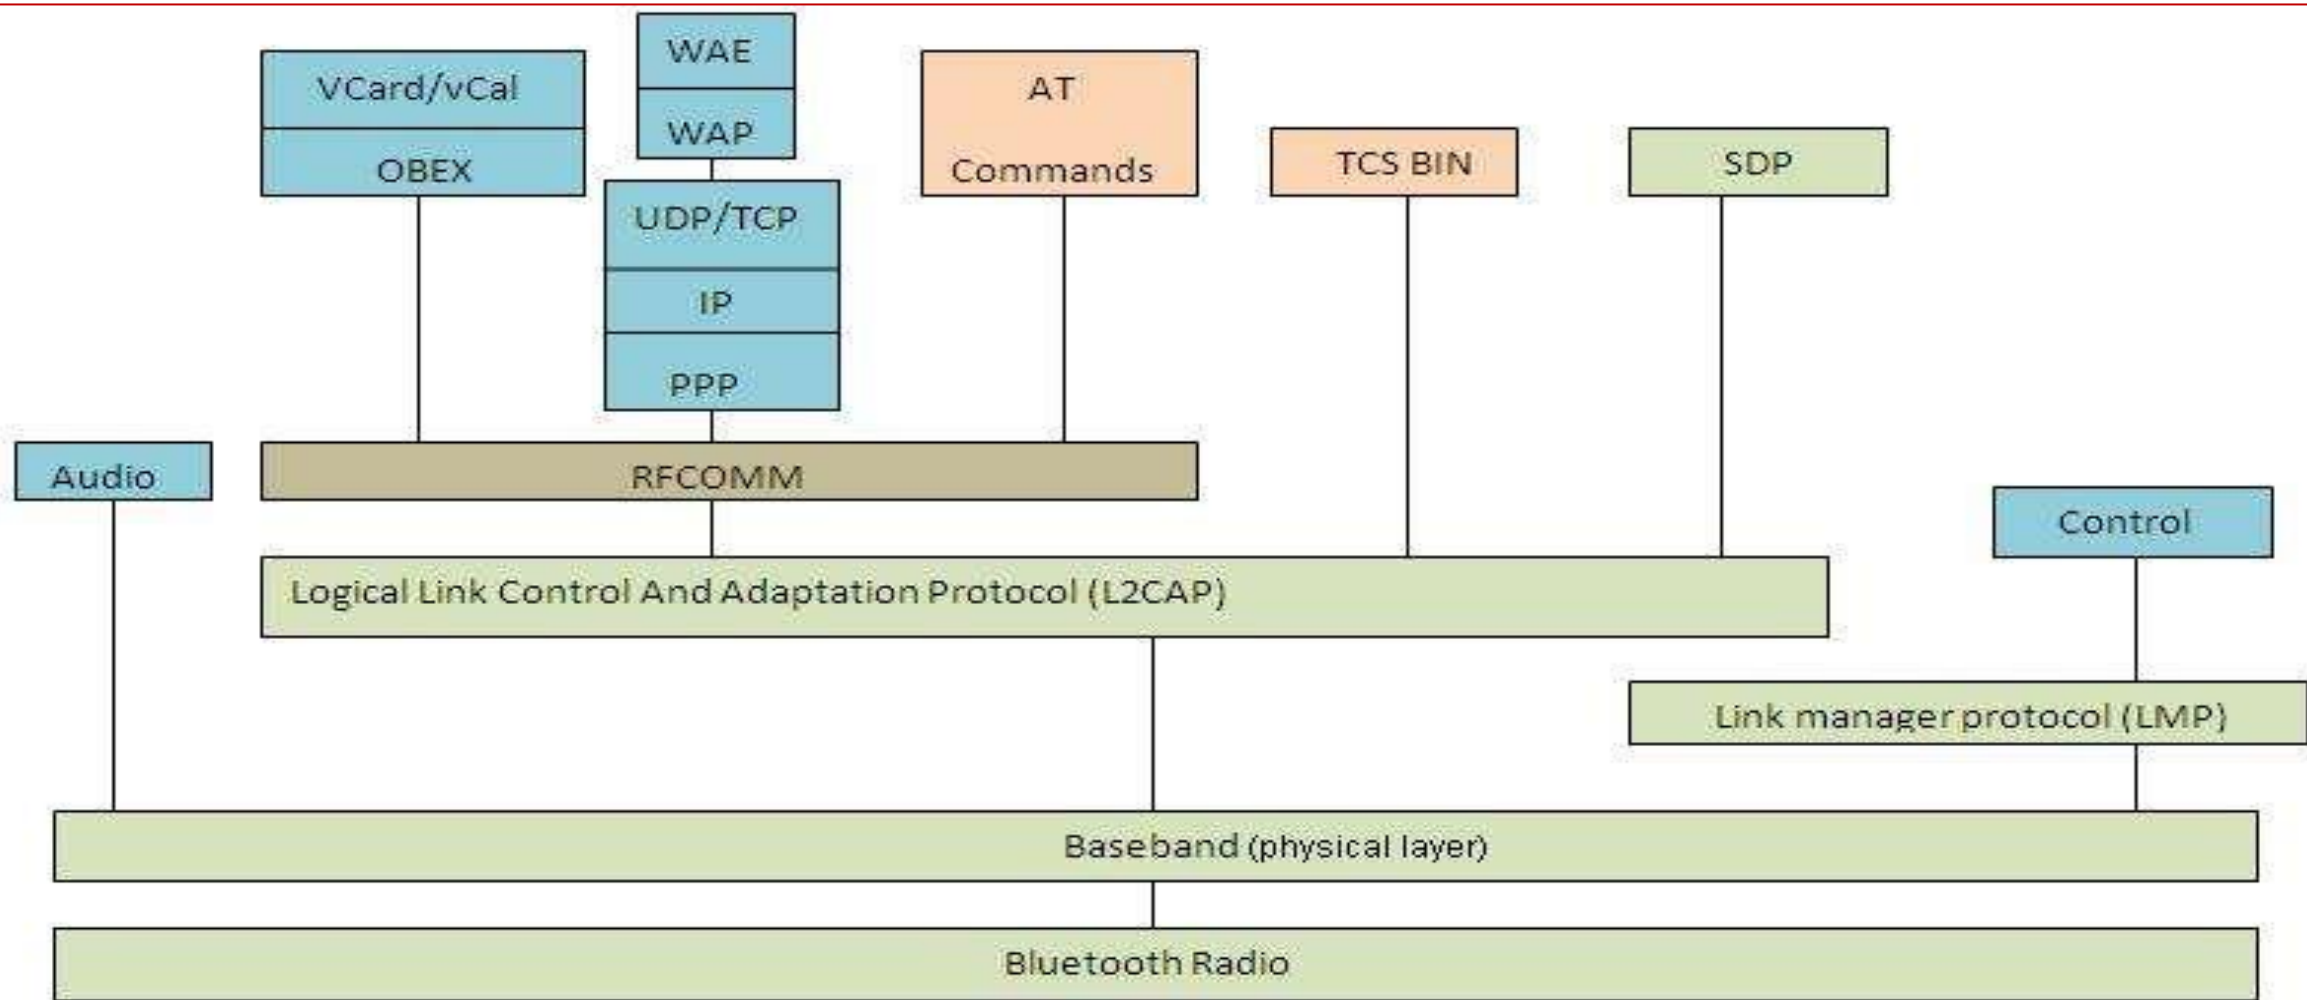 WAE
VCard/vCal
AT
WAP
OBEX
Commands
TCS BIN
SDP
UDP/TCP
IP
PPP
Audio
RFCOMM
Control
Logical Link Control And Adaptation Protocol (L2CAP)
Link manager protocol (LMP)
Baseband (physical layer)
Bluetooth Radio